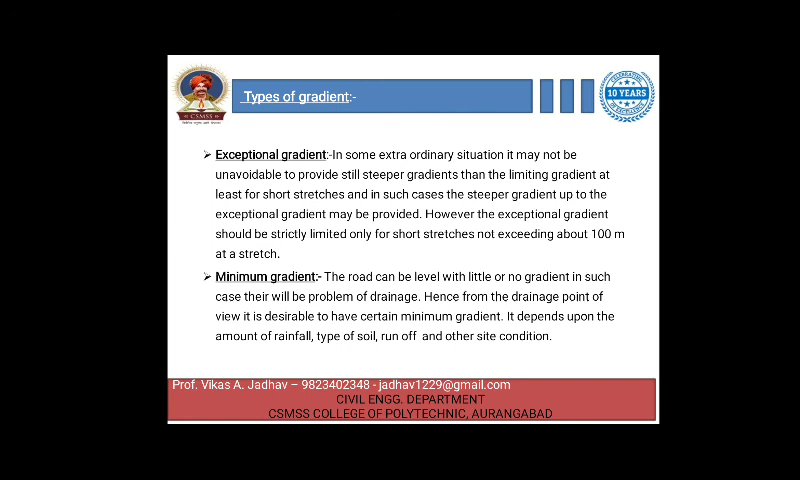 Types of gradient:-
CSMSS
CELEBRATING
10 YEARS
OF EXCELLENCE
➢ Exceptional gradient:-In some extra ordinary situation it may not be
unavoidable to provide still steeper gradients than the limiting gradient at
least for short stretches and in such cases the steeper gradient up to the
exceptional gradient may be provided. However the exceptional gradient
should be strictly limited only for short stretches not exceeding about 100 m
at a stretch.
➢ Minimum gradient:- The road can be level with little or no gradient in such
case their will be problem of drainage. Hence from the drainage point of
view it is desirable to have certain minimum gradient. It depends upon the
amount of rainfall, type of soil, run off and other site condition.
Prof. Vikas A. Jadhav – 9823402348 - jadhav1229@gmail.com
CIVIL ENGG. DEPARTMENT
CSMSS COLLEGE OF POLYTECHNIC, AURANGABAD